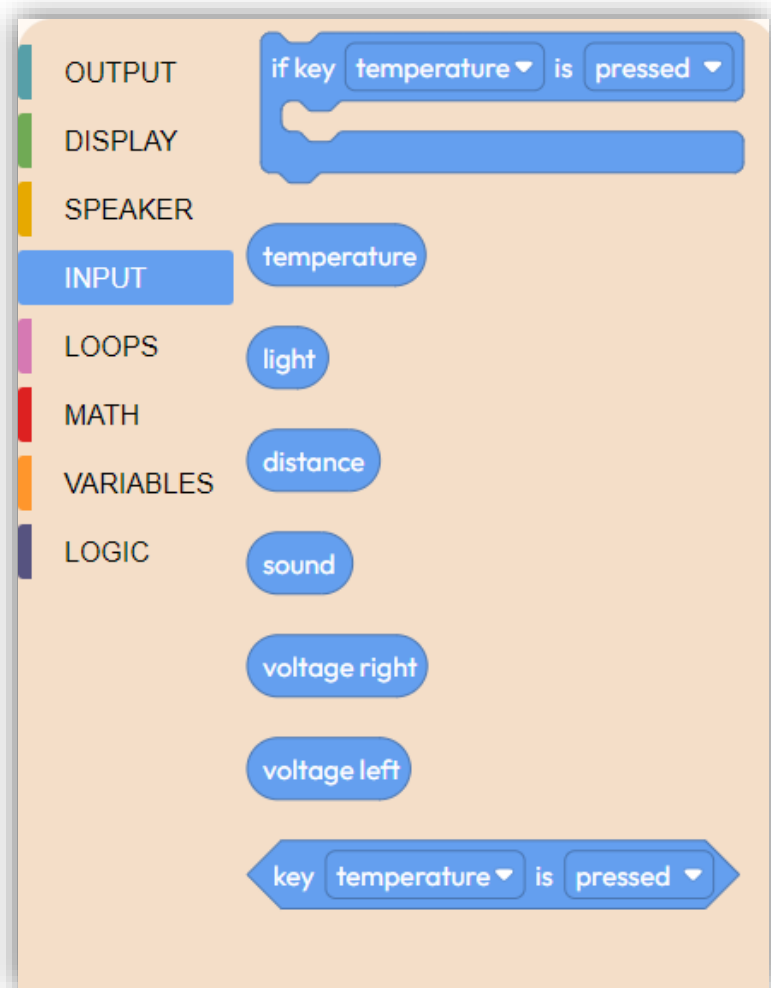 OUTPUT
DISPLAY
SPEAKER
INPUT
LOOPS
MATH
VARIABLES
LOGIC
if key temperature is pressed
temperature
light
distance
sound
voltage right
voltage left
key temperature is pressed